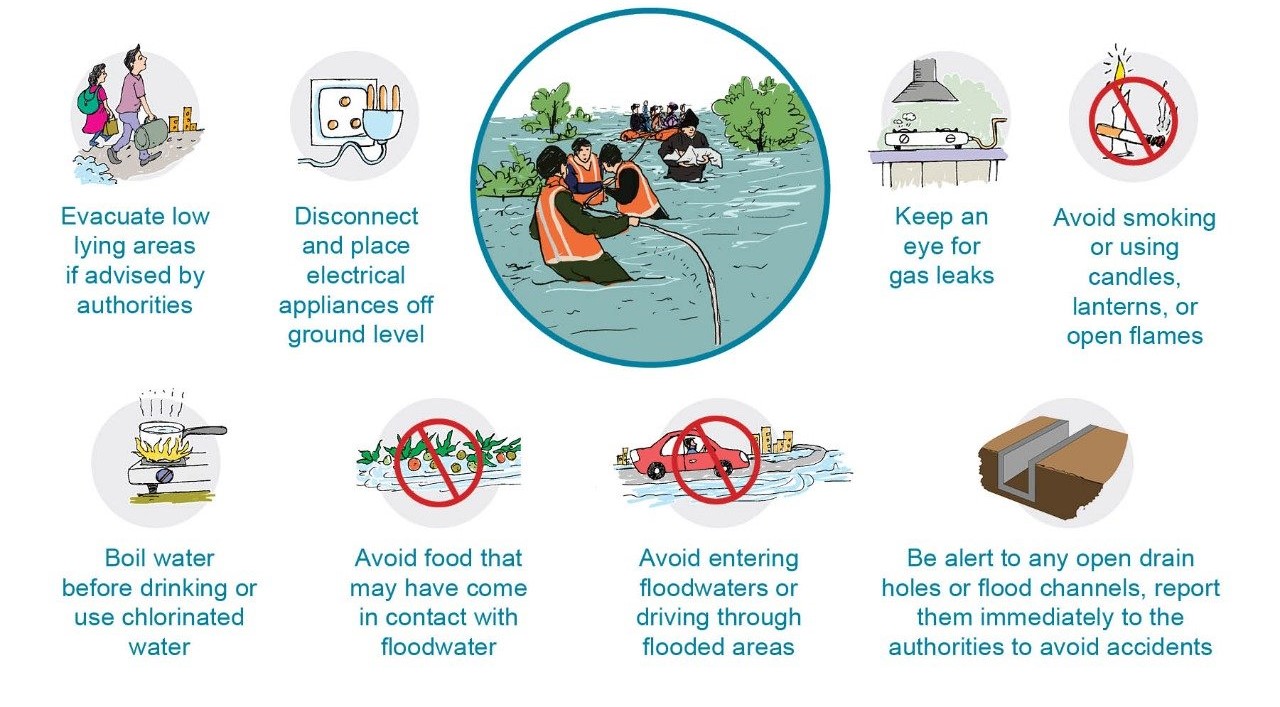 Evacuate low
lying areas
if advised by
authorities
Disconnect
and place
electrical
appliances off
ground level
Keep an
eye for
gas leaks
Avoid smoking
or using
candles,
lanterns, or
open flames
Boil water
before drinking or
use chlorinated
water
Avoid food that
may have come
in contact with
floodwater
Avoid entering
floodwaters or
driving through
flooded areas
Be alert to any open drain
holes or flood channels, report
them immediately to the
authorities to avoid accidents